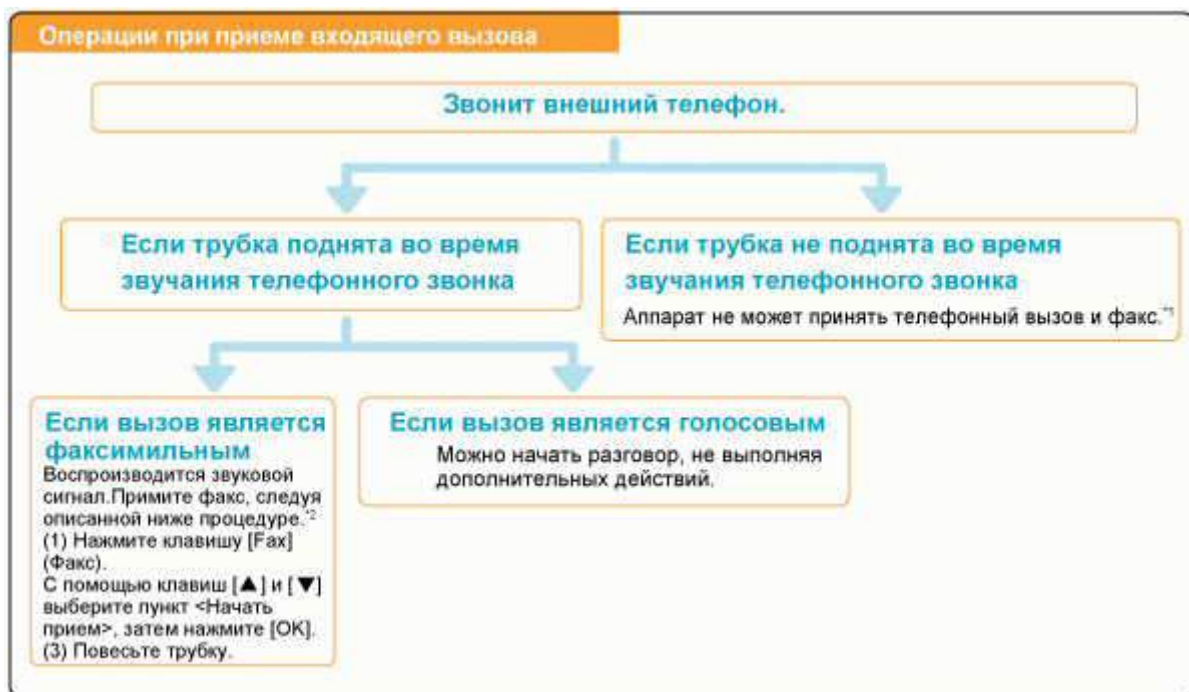 Операции при приеме входящего вызова
Звонит внешний телефон.
Если трубка поднята во время
звучания телефонного звонка
Если трубка не поднята во время
звучания телефонного звонка
Аппарат не может принять телефонный вызов и факс.*1
Если вызов является
факсимильным
Воспроизводится звуковой
сигнал.Примите факс, следуя
описанной ниже процедуре.*2
(1) Нажмите клавишу [Fax]
(Факс).
С помощью клавиш [▲] и [▼]
выберите пункт <Начать
прием>, затем нажмите [OK].
(3) Повесьте трубку.
Если вызов является голосовым
Можно начать разговор, не выполняя
дополнительных действий.